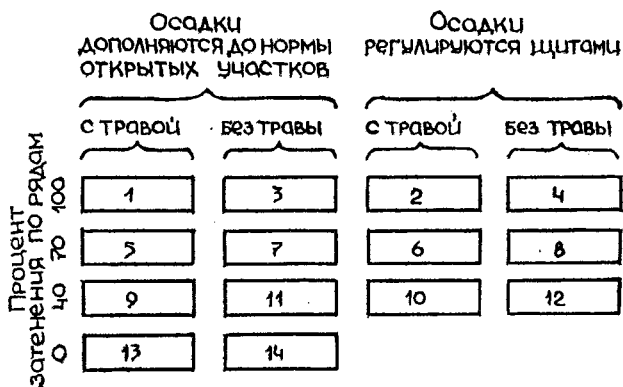 Осадки
дополняются до нормы
открытых участков
Осадки
регулируются щитами
с травой
без травы
с травой
без травы
Процент
затенения по рядам
100
1
3
2
4
70
5
7
6
8
40
9
11
10
12
0
13
14